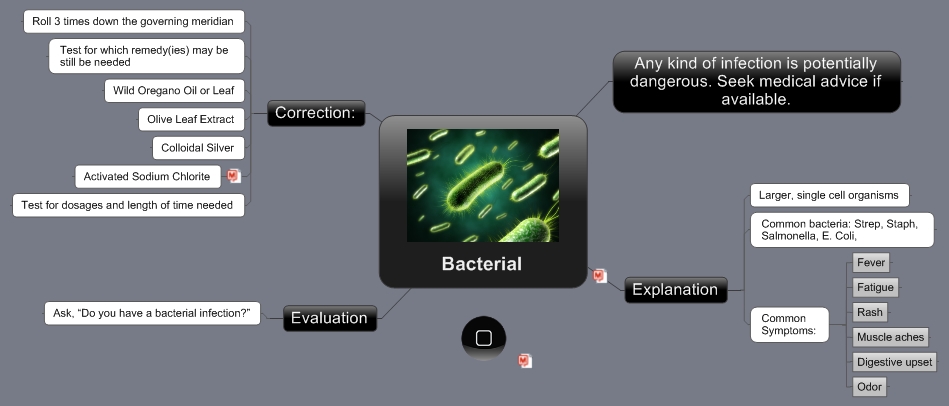 Roll 3 times down the governing meridian
Test for which remedy(ies) may be
still be needed
Wild Oregano Oil or Leaf
Olive Leaf Extract
Colloidal Silver
Activated Sodium Chlorite
Test for dosages and length of time needed
Correction:
Any kind of infection is potentially
dangerous. Seek medical advice if
available.
Bacterial
Ask, “Do you have a bacterial infection?”
Evaluation
Explanation
Larger, single cell organisms
Common bacteria: Strep, Staph,
Salmonella, E. Coli,
Common
Symptoms:
Fever
Fatigue
Rash
Muscle aches
Digestive upset
Odor